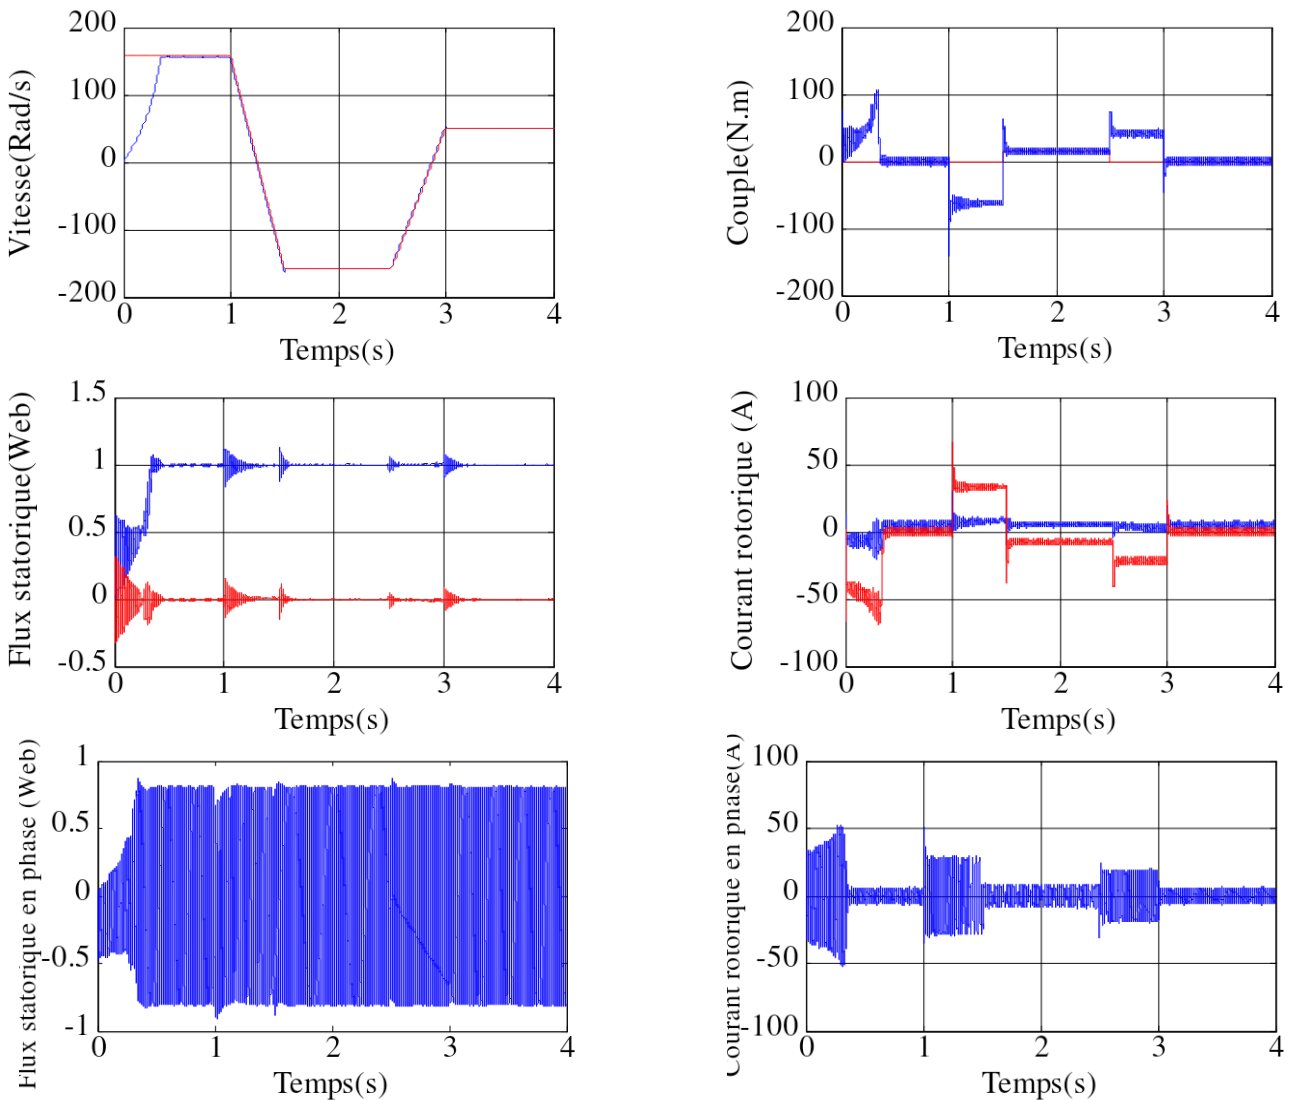 200
100
0
-100
-200
Vitesse(Rad/s)
0 1 2 3 4
Temps(s)
200
100
0
-100
-200
Couple(N.m)
0 1 2 3 4
Temps(s)
1.5
1
0.5
0
-0.5
Flux statorique(Web)
0 1 2 3 4
Temps(s)
100
50
0
-50
-100
Courant rotorique (A)
0 1 2 3 4
Temps(s)
1
0.5
0
-0.5
-1
Flux statorique en phase (Web)
0 1 2 3 4
Temps(s)
100
50
0
-50
-100
Courant rotorique en phase(A)
0 1 2 3 4
Temps(s)